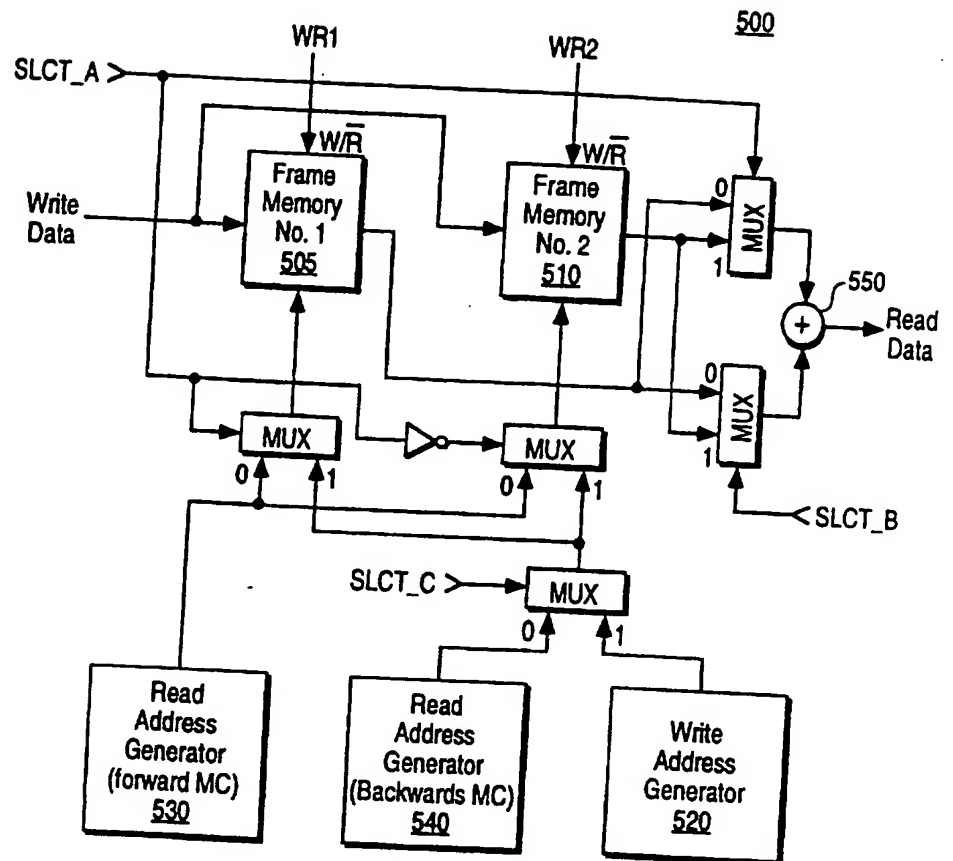 500
WR1
WR2
SLCT_A
W/R̅
W/R̅
Frame
Memory
No. 1
505
Frame
Memory
No. 2
510
Write
Data
0
MUX
1
550
+
Read
Data
0
MUX
1
MUX
0
1
MUX
0
1
SLCT_B
SLCT_C
MUX
0
1
Read
Address
Generator
(forward MC)
530
Read
Address
Generator
(Backwards MC)
540
Write
Address
Generator
520